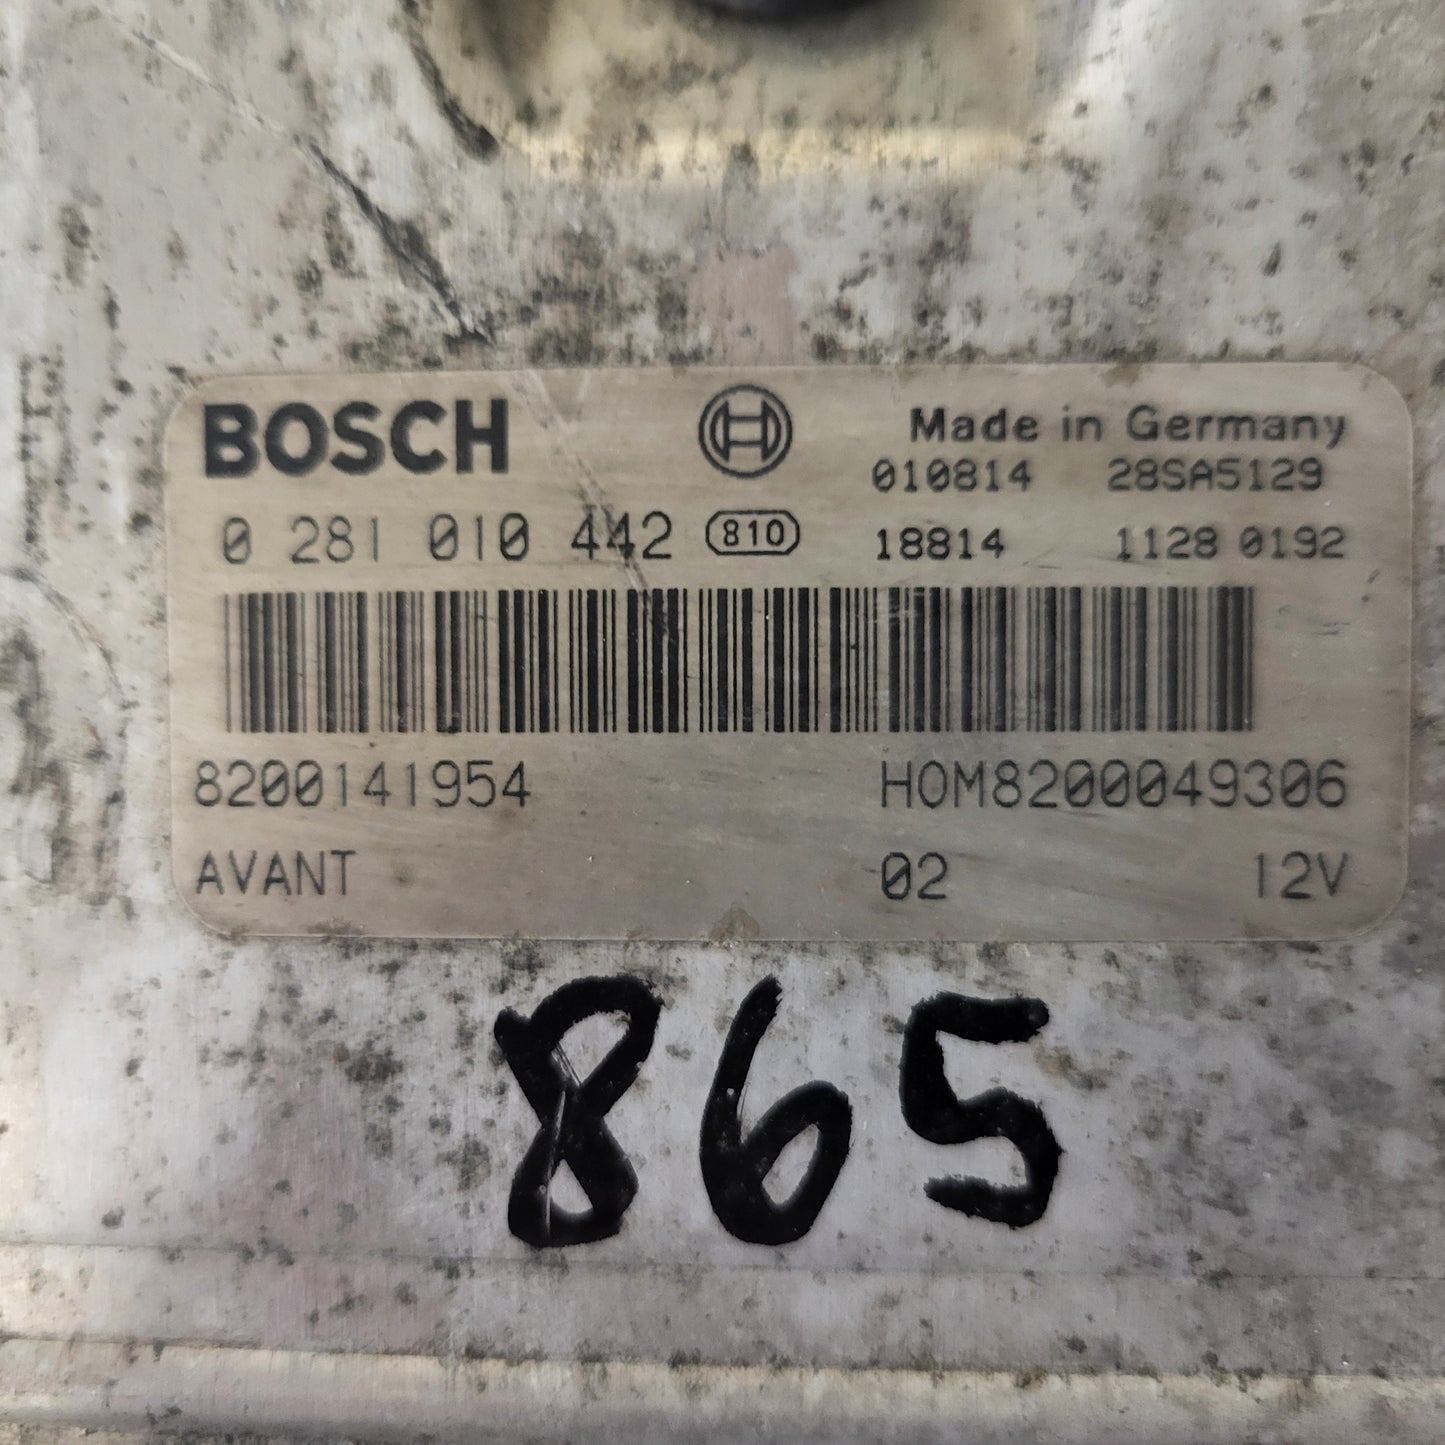 BOSCH Made in Germany
010814 28SA5129
0 281 010 442 810 18814 1128 0192
8200141954 HOM8200049306
AVANT 02 12V
865